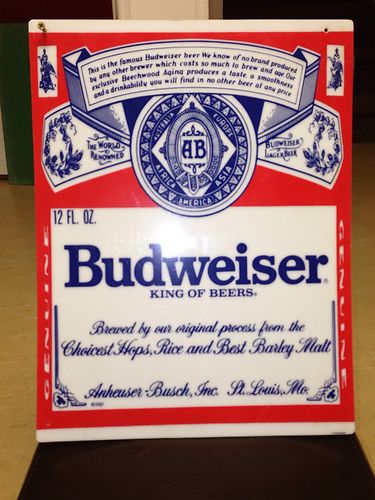 This is the famous Budweiser beer We know of no brand produced
by any other brewer which costs so much to brew and age Our
exclusive Beechwood Aging produces a taste, a smoothness
and a drinkability you will find in no other beer at any price
THE WORLD
RENOWNED
BUDWEISER
LAGER BEER
EUROPE
AB
AFRICA
ASIA
AMERICA
12 FL. OZ.
Budweiser®
KING OF BEERS®
Brewed by our original process from the
Choicest Hops, Rice and Best Barley Malt
Anheuser-Busch, Inc. St. Louis, Mo.
GENUINE
GENUINE